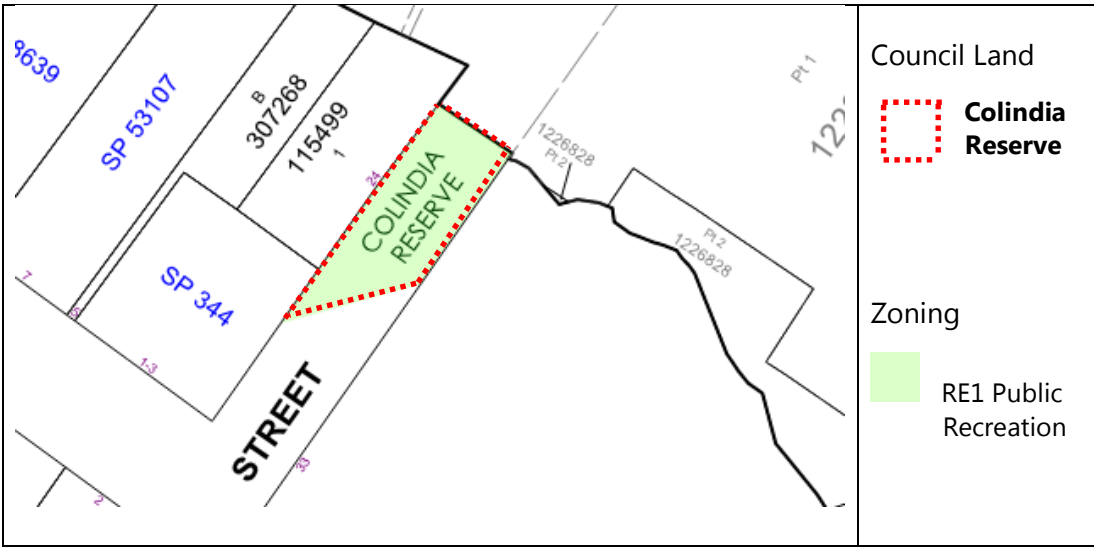 8639
SP 53107
B
307268
115499
1
24
COLINDIA
RESERVE
1226828
Pt 2
Pt 1
Pt 2
1226828
7
5
SP 344
1-3
STREET
33
2
Council Land
Colindia
Reserve
Zoning
RE1 Public
Recreation